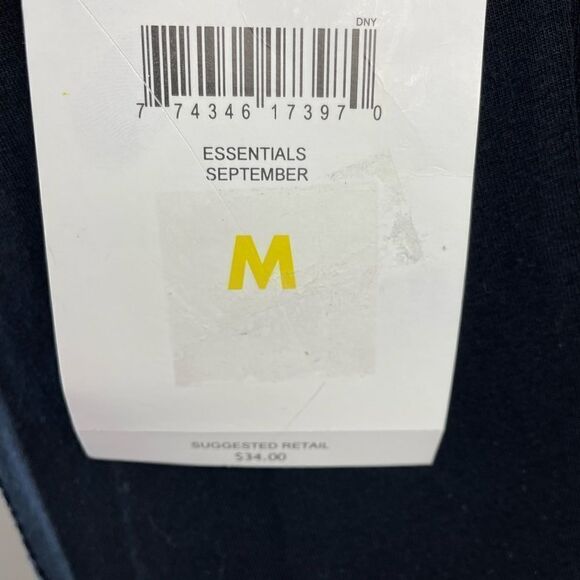 DNY
7 74346 17397 0
ESSENTIALS
SEPTEMBER
M
SUGGESTED RETAIL
$34.00